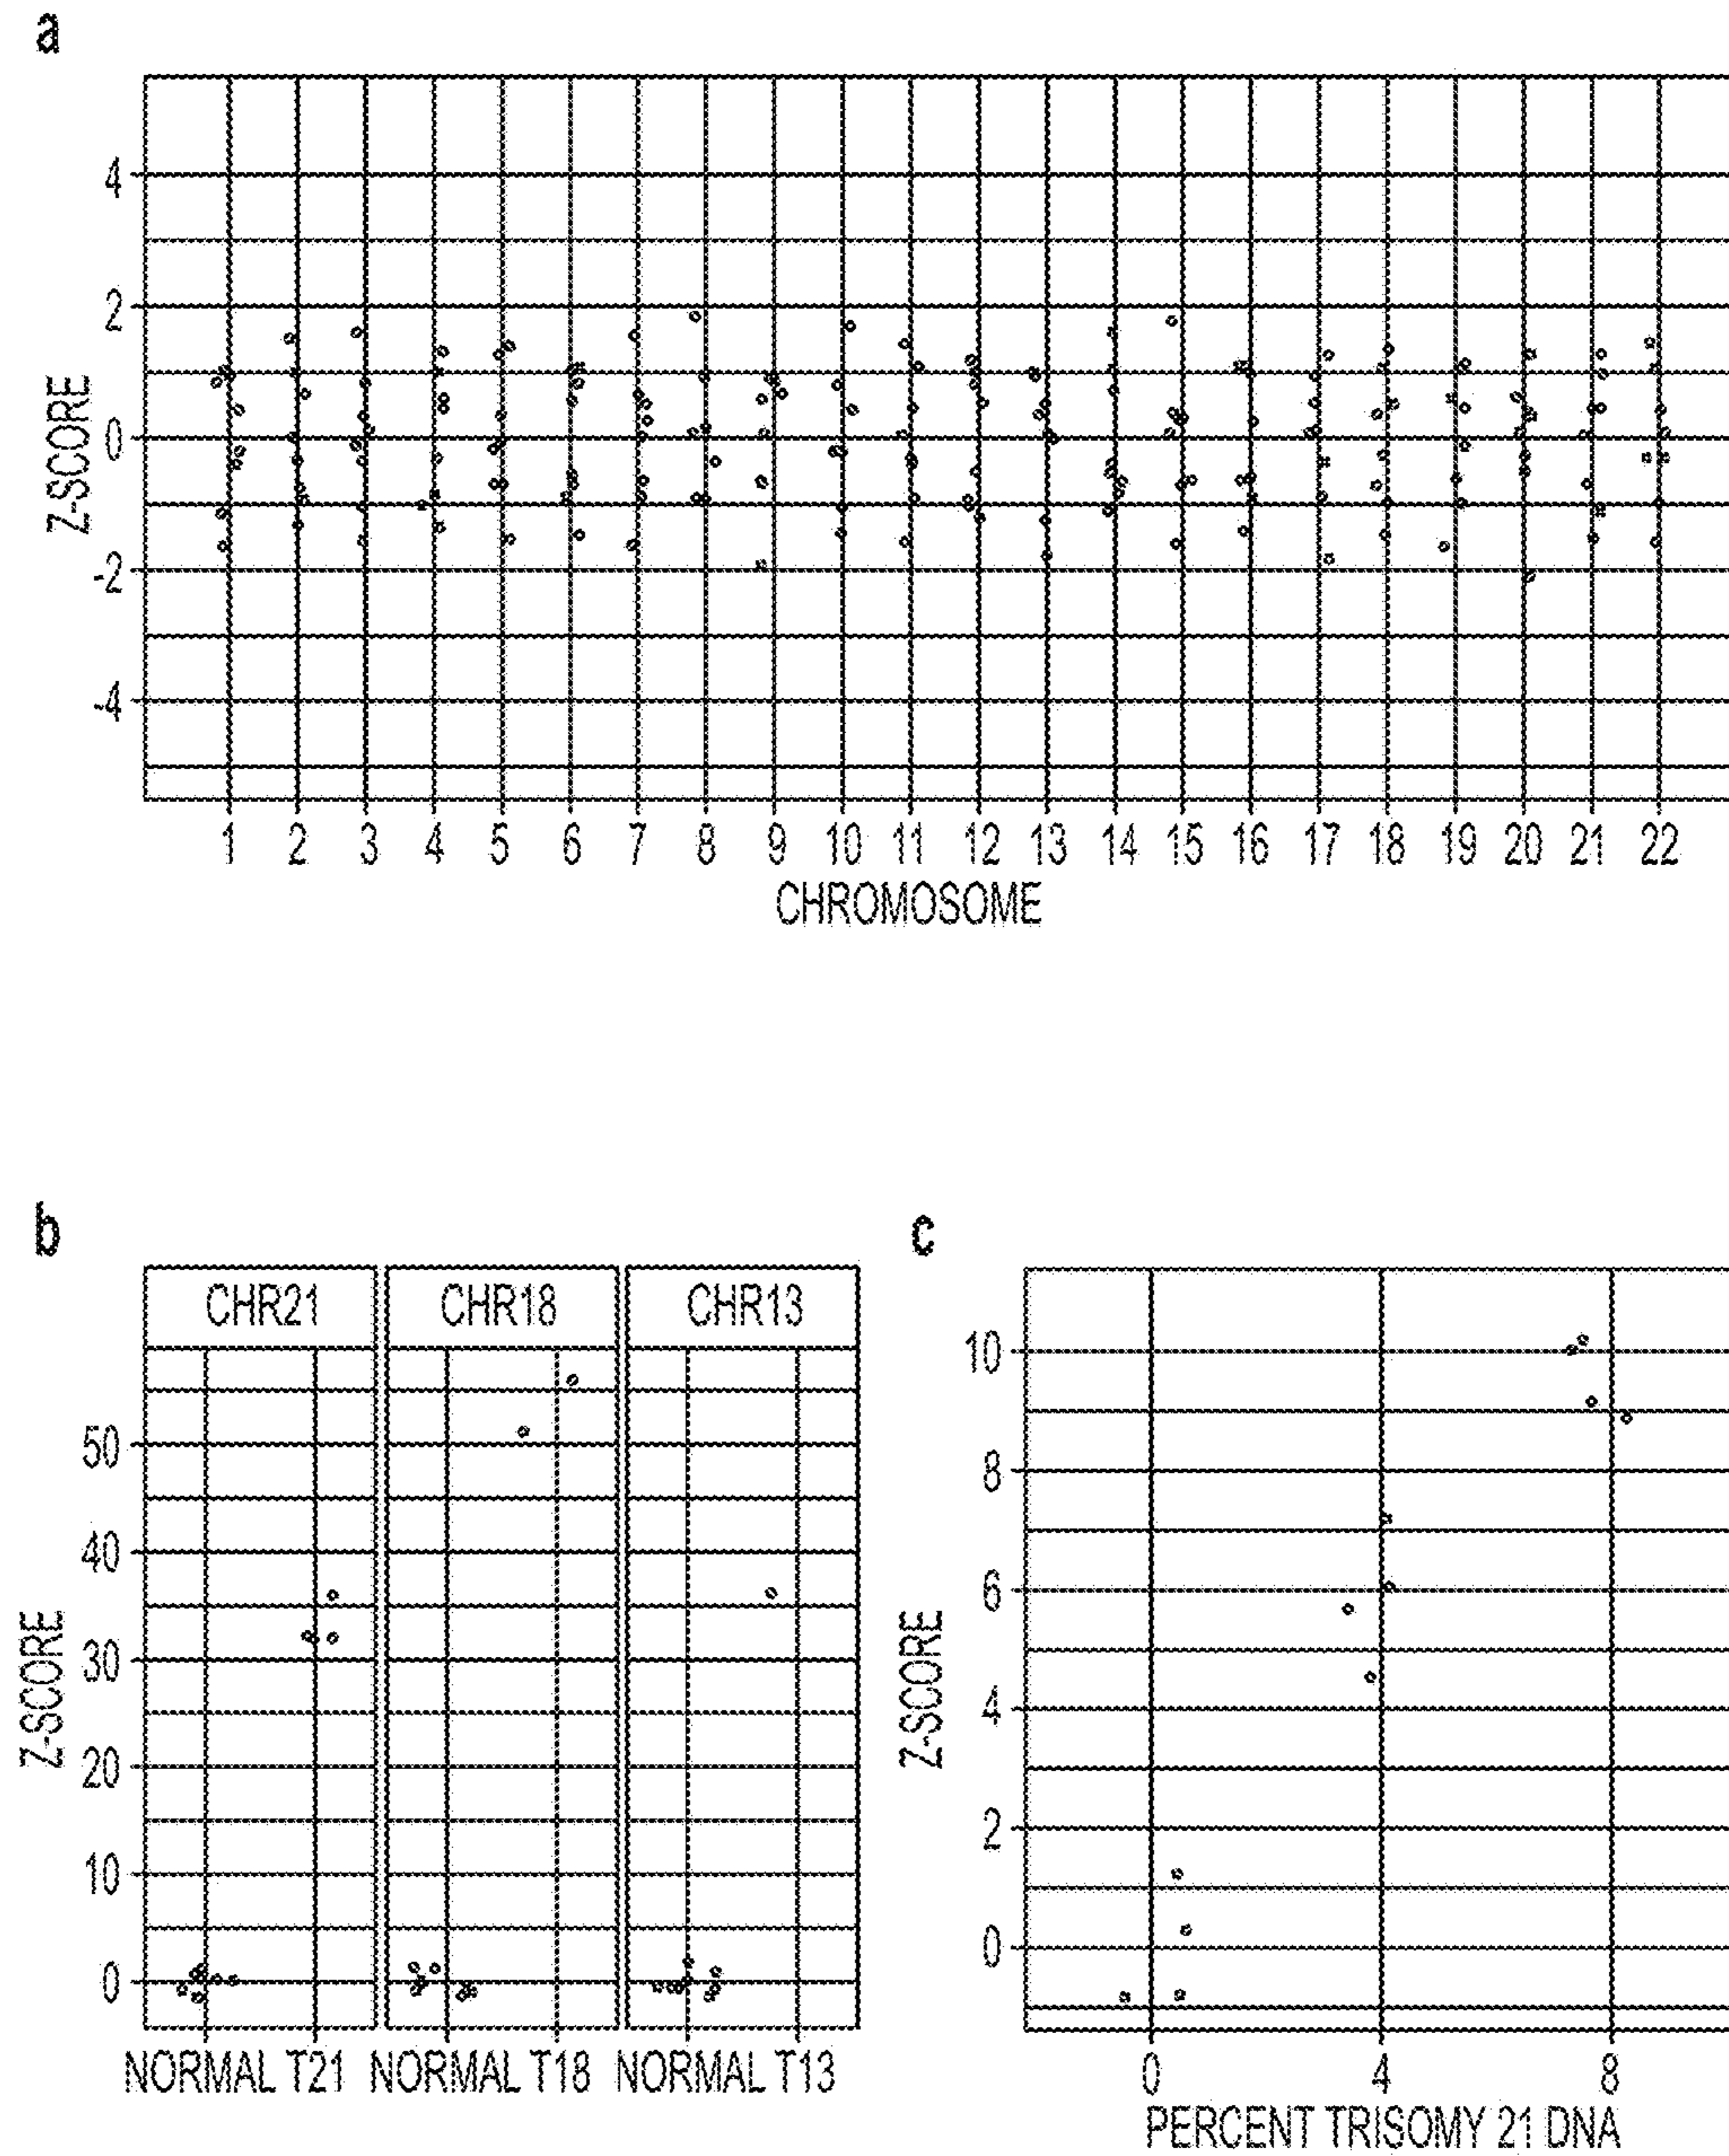 a
Z-SCORE
4
2
0
-2
-4
1 2 3 4 5 6 7 8 9 10 11 12 13 14 15 16 17 18 19 20 21 22
CHROMOSOME
b
CHR21 CHR18 CHR13
Z-SCORE
50
40
30
20
10
0
NORMAL T21 NORMAL T18 NORMAL T13
c
Z-SCORE
10
8
6
4
2
0
0 4 8
PERCENT TRISOMY 21 DNA